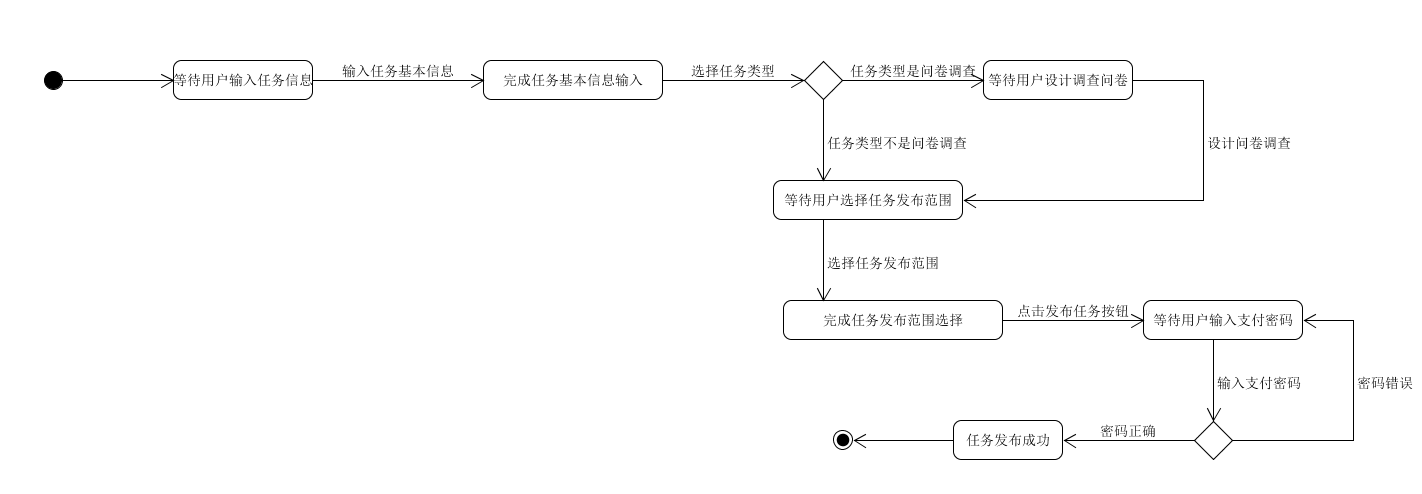 等待用户输入任务信息
输入任务基本信息
完成任务基本信息输入
选择任务类型
任务类型是问卷调查
等待用户设计调查问卷
任务类型不是问卷调查
设计问卷调查
等待用户选择任务发布范围
选择任务发布范围
完成任务发布范围选择
点击发布任务按钮
等待用户输入支付密码
输入支付密码
密码错误
密码正确
任务发布成功